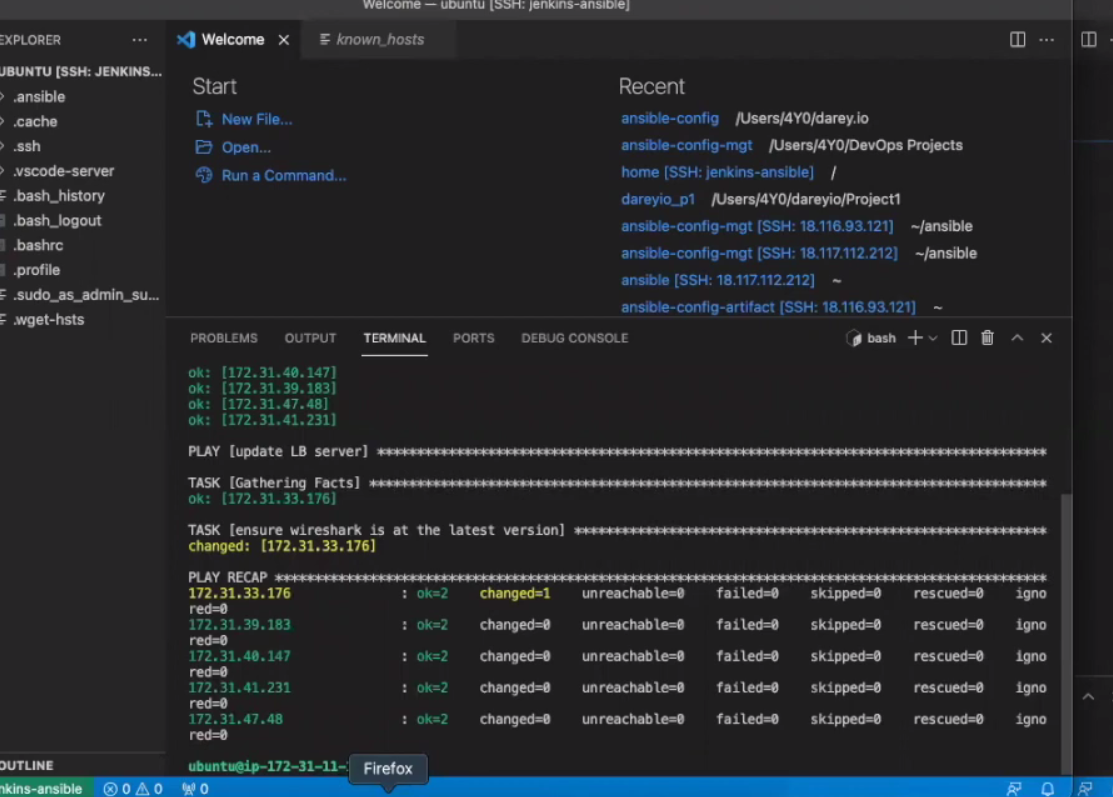 Welcome — ubuntu [SSH: jenkins-ansible]
EXPLORER
UBUNTU [SSH: JENKINS...
.ansible
.cache
.ssh
.vscode-server
.bash_history
.bash_logout
.bashrc
.profile
.sudo_as_admin_su...
.wget-hsts
OUTLINE
Welcome
known_hosts
Start
New File...
Open...
Run a Command...
Recent
ansible-config /Users/4Y0/darey.io
ansible-config-mgt /Users/4Y0/DevOps Projects
home [SSH: jenkins-ansible] /
dareyio_p1 /Users/4Y0/dareyio/Project1
ansible-config-mgt [SSH: 18.116.93.121] ~/ansible
ansible-config-mgt [SSH: 18.117.112.212] ~/ansible
ansible [SSH: 18.117.112.212] ~
ansible-config-artifact [SSH: 18.116.93.121] ~
PROBLEMS OUTPUT TERMINAL PORTS DEBUG CONSOLE bash
ok: [172.31.40.147]
ok: [172.31.39.183]
ok: [172.31.47.48]
ok: [172.31.41.231]
PLAY [update LB server] ************************************************************************************
TASK [Gathering Facts] *************************************************************************************
ok: [172.31.33.176]
TASK [ensure wireshark is at the latest version] ***********************************************************
changed: [172.31.33.176]
PLAY RECAP *************************************************************************************************
172.31.33.176 : ok=2 changed=1 unreachable=0 failed=0 skipped=0 rescued=0 igno
red=0
172.31.39.183 : ok=2 changed=0 unreachable=0 failed=0 skipped=0 rescued=0 igno
red=0
172.31.40.147 : ok=2 changed=0 unreachable=0 failed=0 skipped=0 rescued=0 igno
red=0
172.31.41.231 : ok=2 changed=0 unreachable=0 failed=0 skipped=0 rescued=0 igno
red=0
172.31.47.48 : ok=2 changed=0 unreachable=0 failed=0 skipped=0 rescued=0 igno
red=0
ubuntu@ip-172-31-11-
Firefox
nkins-ansible 0 0 0